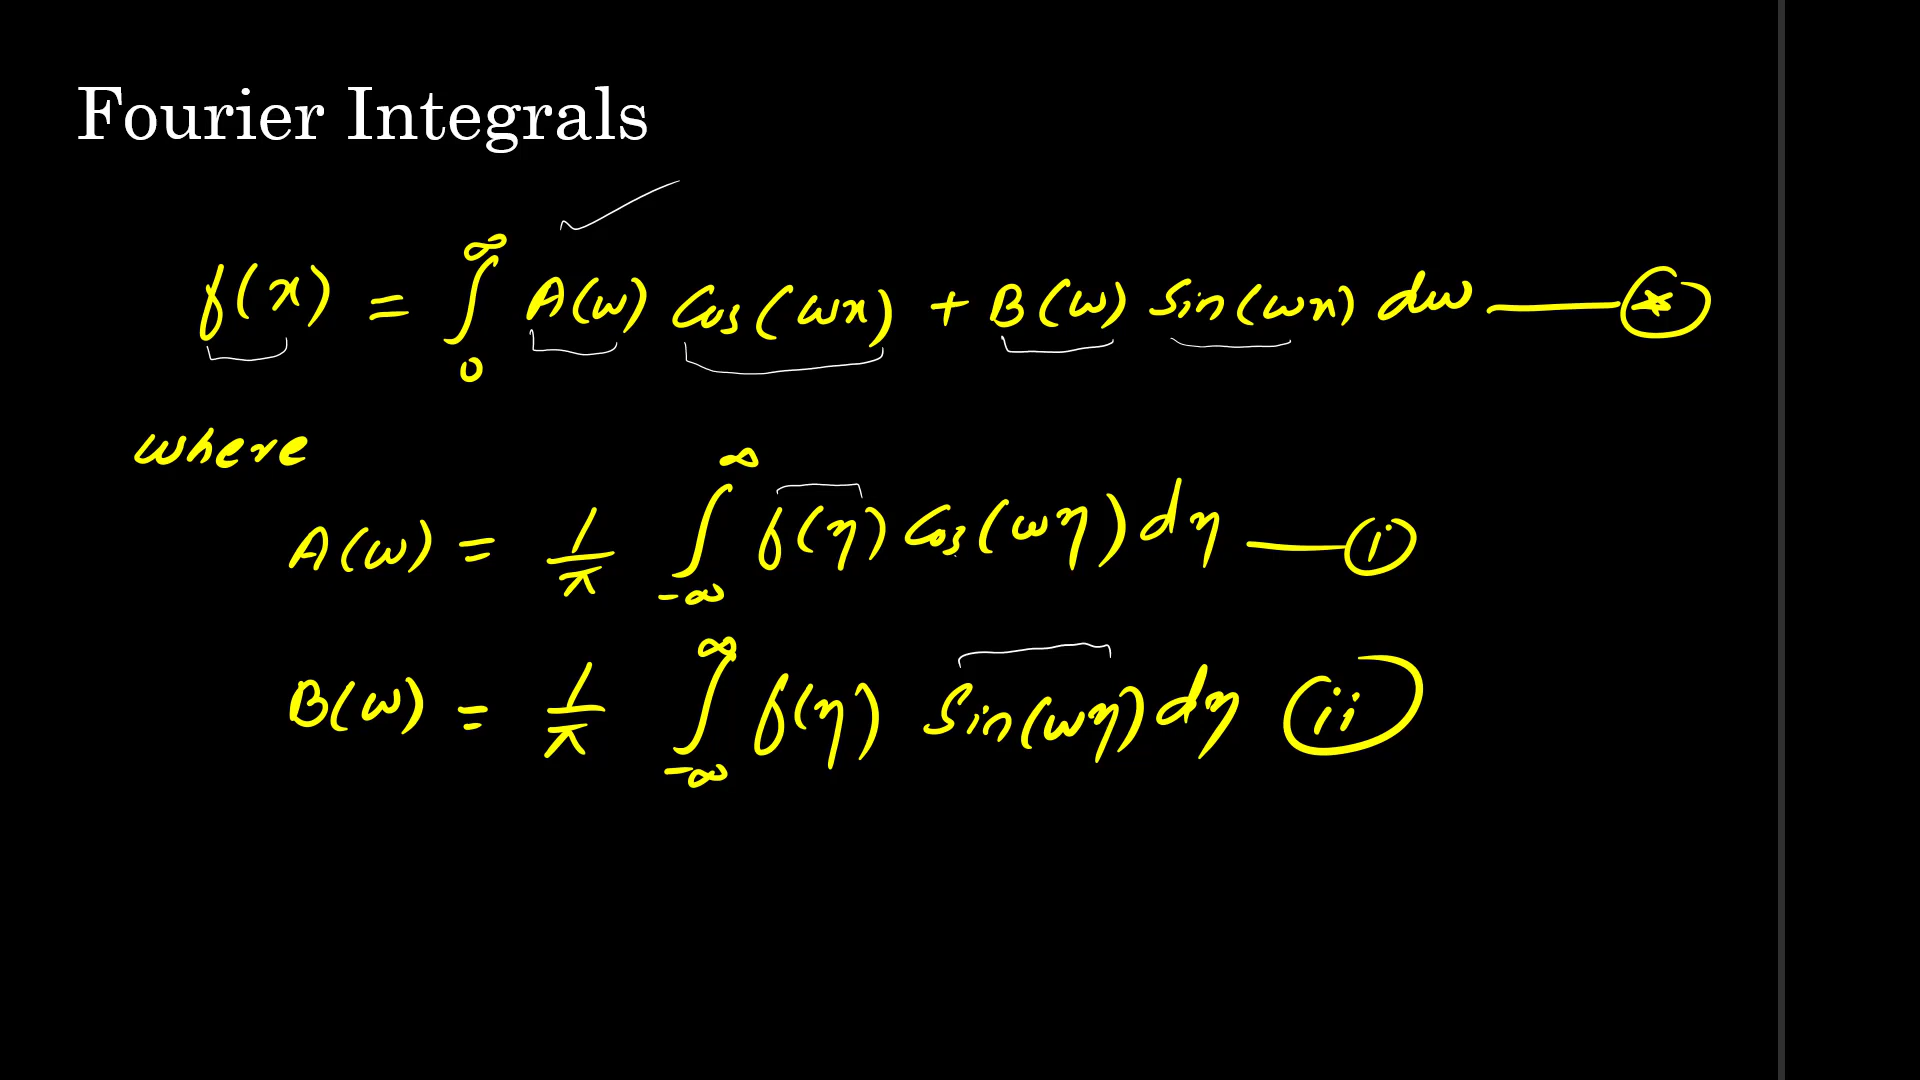 Fourier Integrals
f(x) = ∫₀^∞ A(ω) Cos(ωx) + B(ω) Sin(ωx) dω —— (*)
where
A(ω) = 1/π ∫_{-∞}^{∞} f(η) Cos(ωη) dη —— (i)
B(ω) = 1/π ∫_{-∞}^{∞} f(η) Sin(ωη) dη (ii)